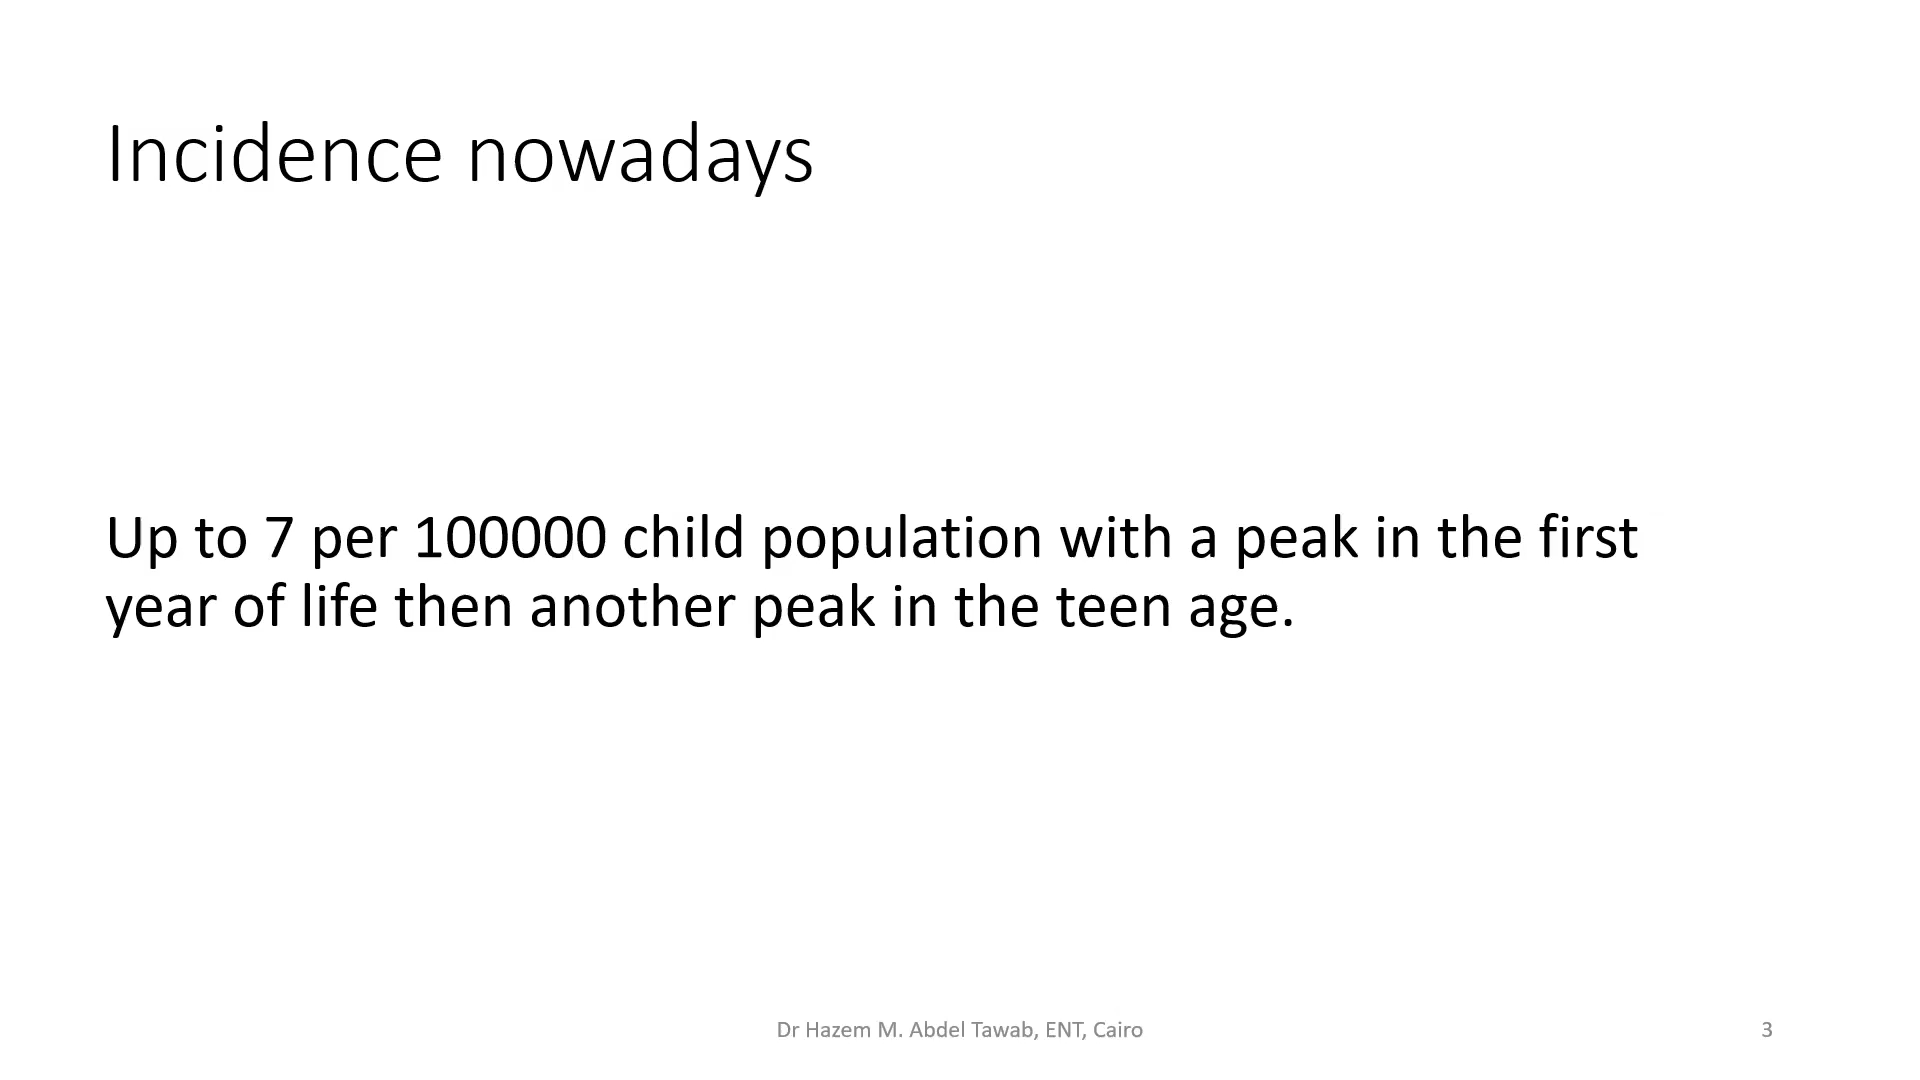 Incidence nowadays
Up to 7 per 100000 child population with a peak in the first
year of life then another peak in the teen age.
Dr Hazem M. Abdel Tawab, ENT, Cairo
3